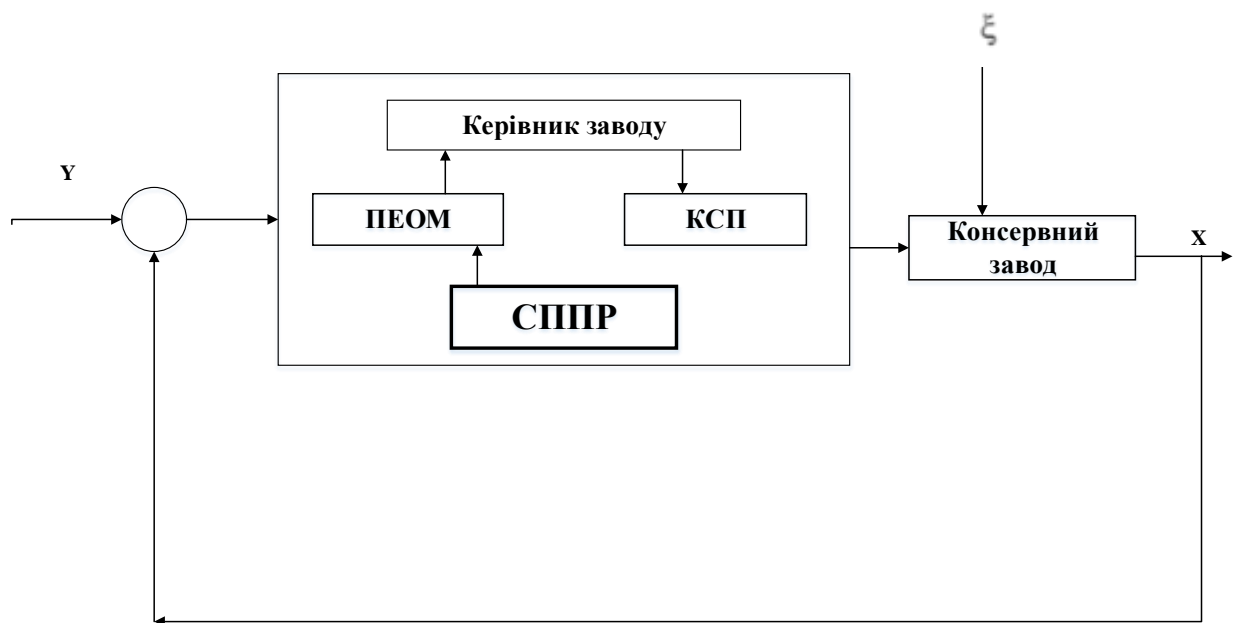 ξ
Керівник заводу
Y
ПЕОМ
КСП
Консервний
завод
X
СППР